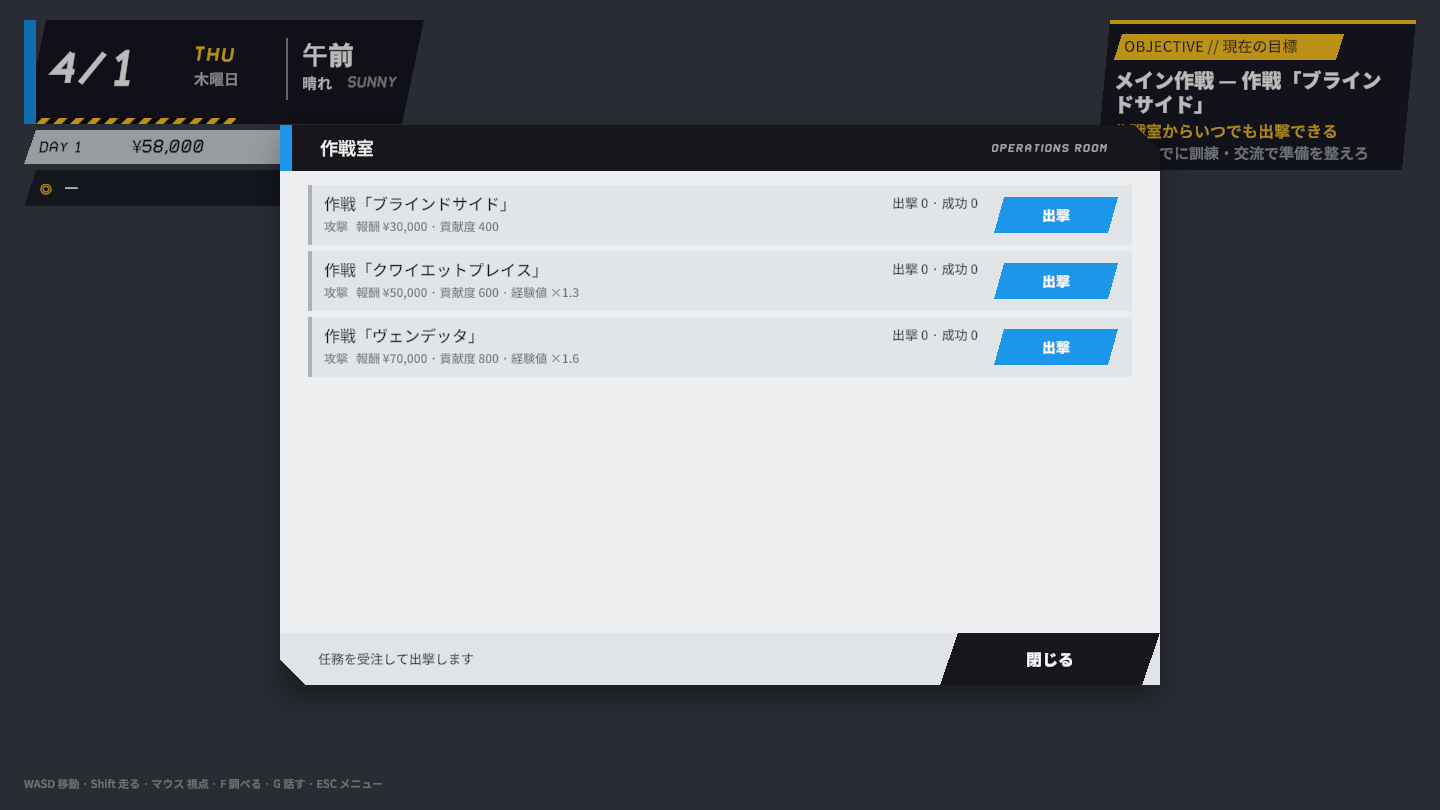 4/1
THU
木曜日
午前
晴れ SUNNY
DAY 1 ¥58,000
—
OBJECTIVE // 現在の目標
メイン作戦 — 作戦「ブライン
ドサイド」
戦室からいつでも出撃できる
でに訓練・交流で準備を整えろ
作戦室
OPERATIONS ROOM
作戦「ブラインドサイド」
攻撃 報酬 ¥30,000・貢献度 400
出撃 0・成功 0
出撃
作戦「クワイエットプレイス」
攻撃 報酬 ¥50,000・貢献度 600・経験値 ×1.3
出撃 0・成功 0
出撃
作戦「ヴェンデッタ」
攻撃 報酬 ¥70,000・貢献度 800・経験値 ×1.6
出撃 0・成功 0
出撃
任務を受注して出撃します
閉じる
WASD 移動・Shift 走る・マウス 視点・F 調べる・G 話す・ESC メニュー